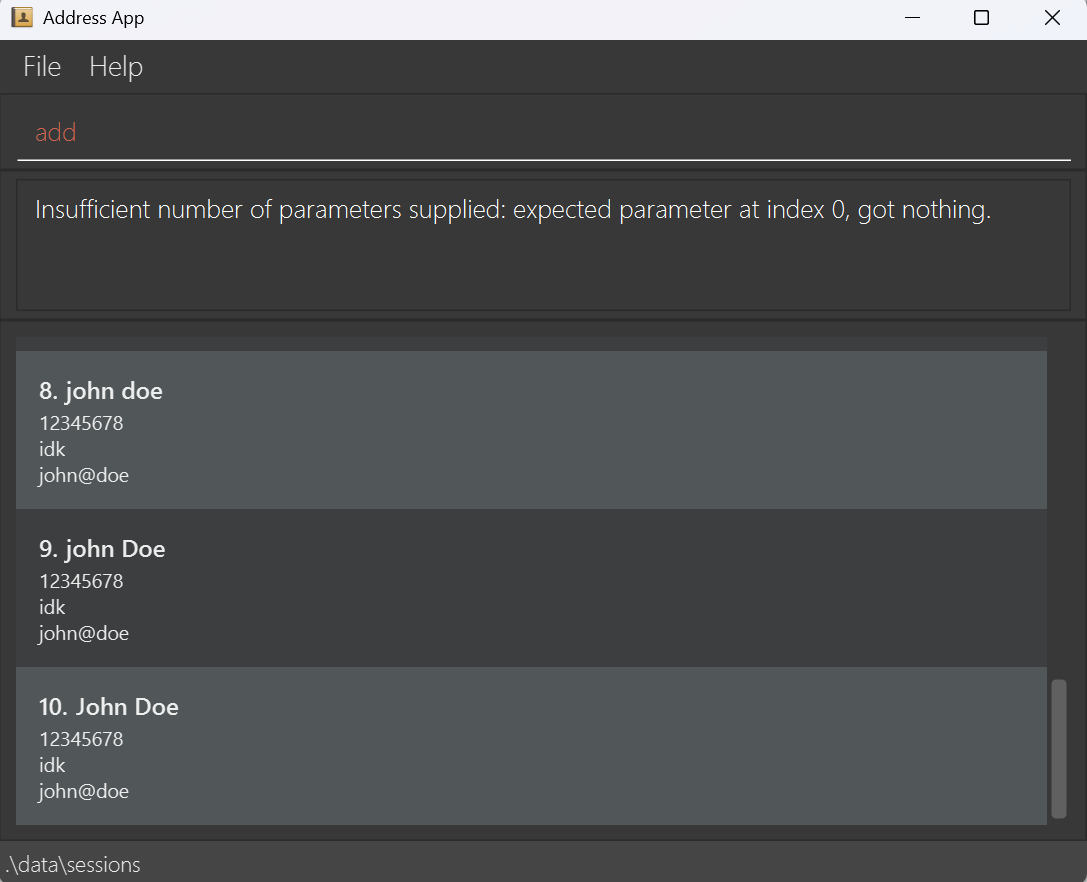 Address App
File Help
add
Insufficient number of parameters supplied: expected parameter at index 0, got nothing.
8. john doe
12345678
idk
john@doe
9. john Doe
12345678
idk
john@doe
10. John Doe
12345678
idk
john@doe
.\data\sessions